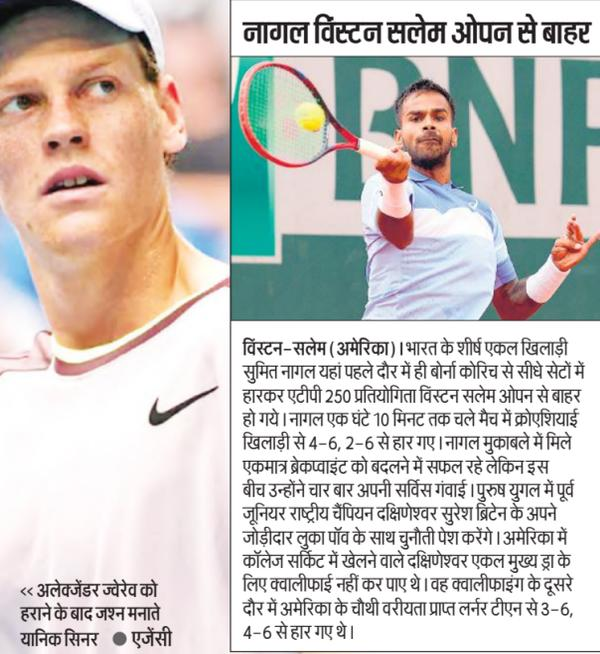 नागल विंस्टन सलेम ओपन से बाहर
BNP
विंस्टन-सलेम (अमेरिका)। भारत के शीर्ष एकल खिलाड़ी
सुमित नागल यहां पहले दौर में ही बोर्ना कोरिच से सीधे सेटों में
हारकर एटीपी 250 प्रतियोगिता विंस्टन सलेम ओपन से बाहर
हो गये। नागल एक घंटे 10 मिनट तक चले मैच में क्रोएशियाई
खिलाड़ी से 4-6, 2-6 से हार गए। नागल मुकाबले में मिले
एकमात्र ब्रेकप्वाइंट को बदलने में सफल रहे लेकिन इस
बीच उन्होंने चार बार अपनी सर्विस गंवाई। पुरुष युगल में पूर्व
जूनियर राष्ट्रीय चैंपियन दक्षिणेश्वर सुरेश ब्रिटेन के अपने
जोड़ीदार लुका पॉव के साथ चुनौती पेश करेंगे। अमेरिका में
कॉलेज सर्किट में खेलने वाले दक्षिणेश्वर एकल मुख्य ड्रा के
लिए क्वालीफाई नहीं कर पाए थे। वह क्वालीफाइंग के दूसरे
दौर में अमेरिका के चौथी वरीयता प्राप्त लर्नर टीएन से 3-6,
4-6 से हार गए थे।
<< अलेक्जेंडर ज्वेरेव को
हराने के बाद जश्न मनाते
यानिक सिनर ● एजेंसी